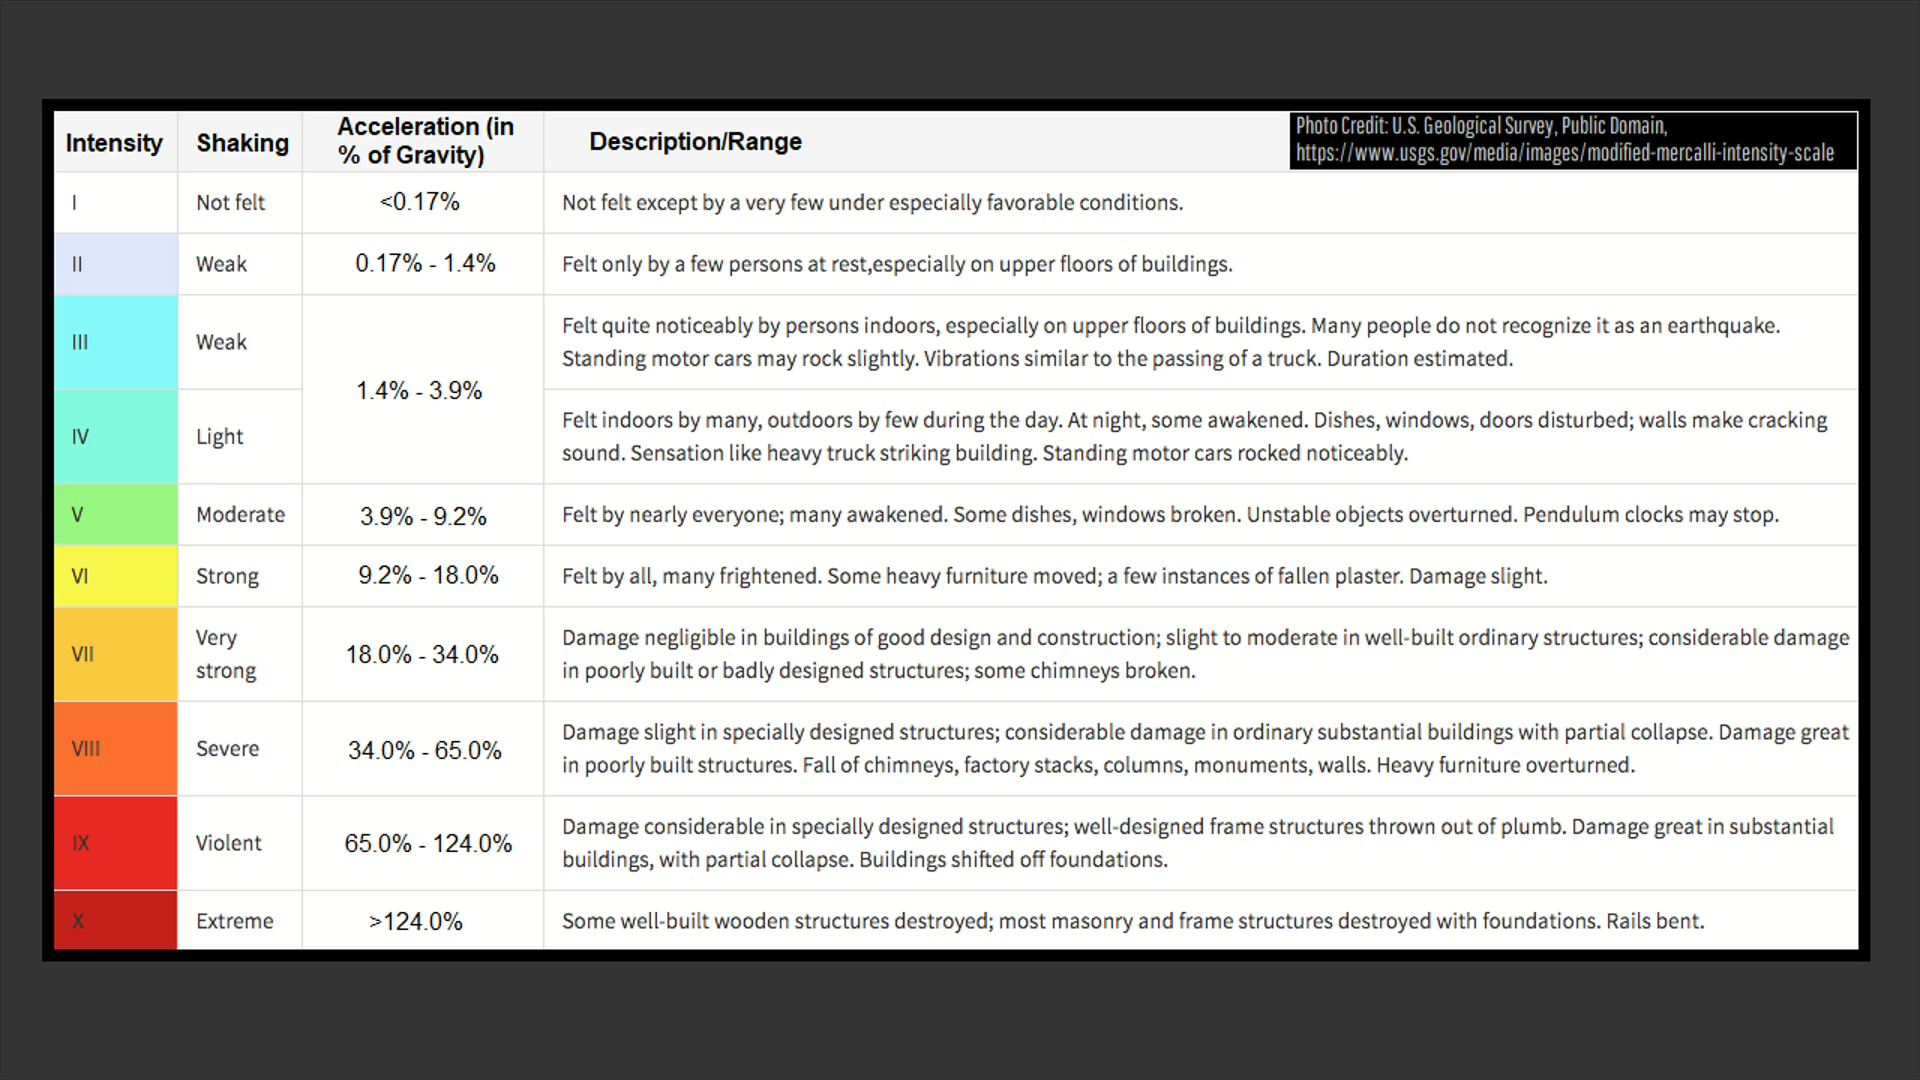 Intensity Shaking Acceleration (in % of Gravity) Description/Range
Photo Credit: U.S. Geological Survey, Public Domain,
https://www.usgs.gov/media/images/modified-mercalli-intensity-scale
I Not felt <0.17% Not felt except by a very few under especially favorable conditions.
II Weak 0.17% - 1.4% Felt only by a few persons at rest,especially on upper floors of buildings.
III Weak 1.4% - 3.9% Felt quite noticeably by persons indoors, especially on upper floors of buildings. Many people do not recognize it as an earthquake.
Standing motor cars may rock slightly. Vibrations similar to the passing of a truck. Duration estimated.
IV Light Felt indoors by many, outdoors by few during the day. At night, some awakened. Dishes, windows, doors disturbed; walls make cracking
sound. Sensation like heavy truck striking building. Standing motor cars rocked noticeably.
V Moderate 3.9% - 9.2% Felt by nearly everyone; many awakened. Some dishes, windows broken. Unstable objects overturned. Pendulum clocks may stop.
VI Strong 9.2% - 18.0% Felt by all, many frightened. Some heavy furniture moved; a few instances of fallen plaster. Damage slight.
VII Very strong 18.0% - 34.0% Damage negligible in buildings of good design and construction; slight to moderate in well-built ordinary structures; considerable damage
in poorly built or badly designed structures; some chimneys broken.
VIII Severe 34.0% - 65.0% Damage slight in specially designed structures; considerable damage in ordinary substantial buildings with partial collapse. Damage great
in poorly built structures. Fall of chimneys, factory stacks, columns, monuments, walls. Heavy furniture overturned.
IX Violent 65.0% - 124.0% Damage considerable in specially designed structures; well-designed frame structures thrown out of plumb. Damage great in substantial
buildings, with partial collapse. Buildings shifted off foundations.
X Extreme >124.0% Some well-built wooden structures destroyed; most masonry and frame structures destroyed with foundations. Rails bent.